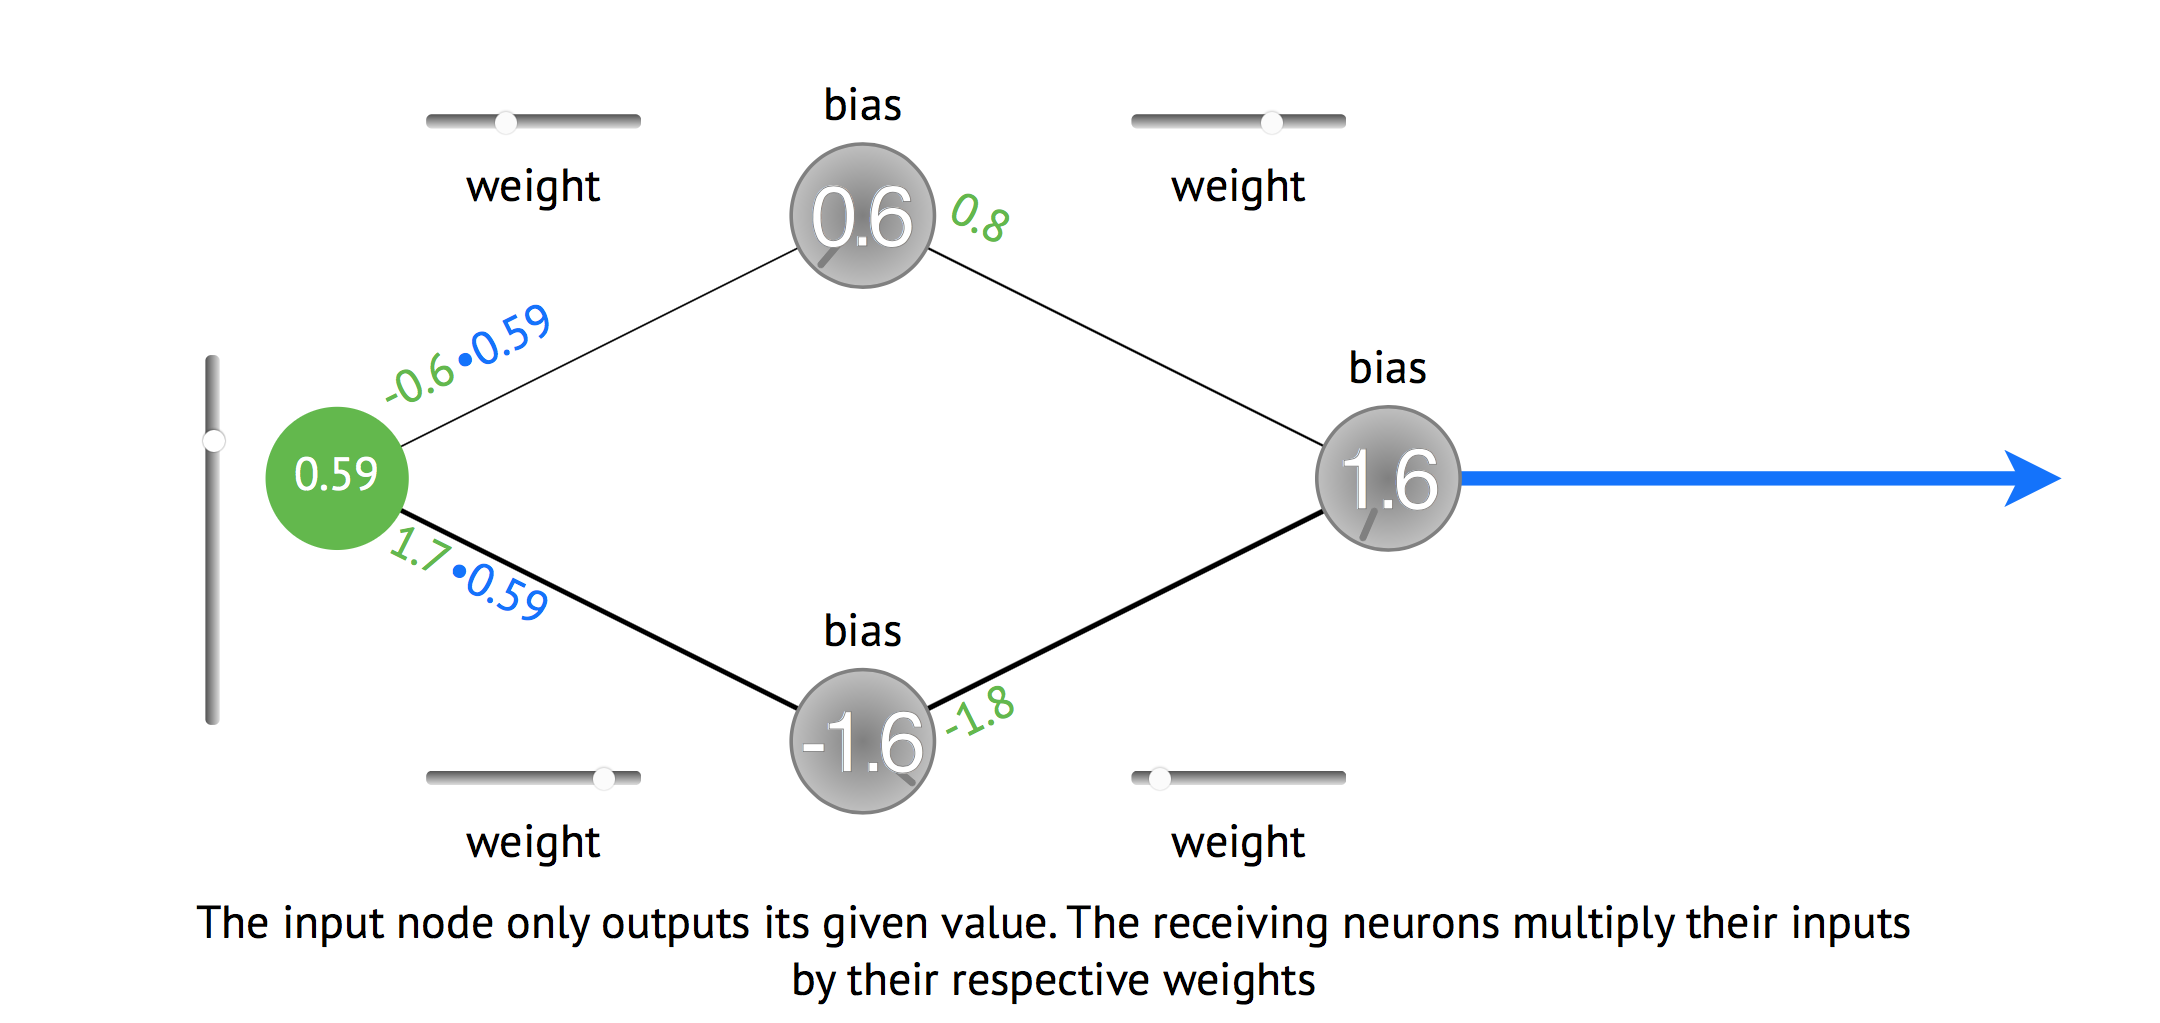 bias
weight
weight
0.6
0.8
-0.6•0.59
bias
0.59
1.6
1.7•0.59
bias
-1.6
-1.8
weight
weight
The input node only outputs its given value. The receiving neurons multiply their inputs
by their respective weights